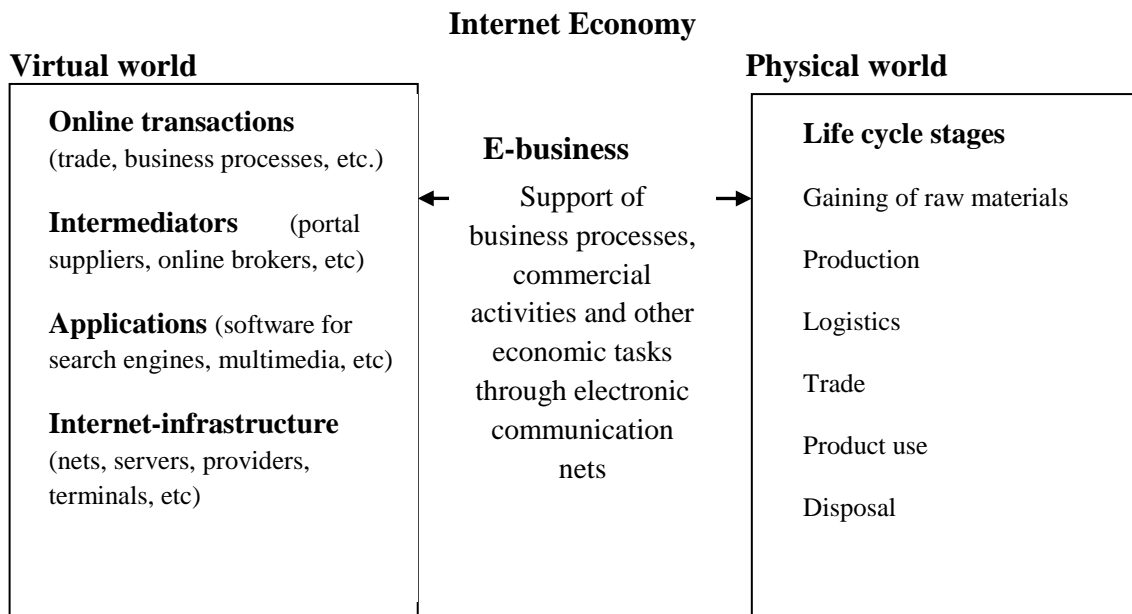 Internet Economy
Virtual world
Physical world
Online transactions
(trade, business processes, etc.)
Intermediators (portal
suppliers, online brokers, etc)
Applications (software for
search engines, multimedia, etc)
Internet-infrastructure
(nets, servers, providers,
terminals, etc)
E-business
Support of
business processes,
commercial
activities and other
economic tasks
through electronic
communication
nets
Life cycle stages
Gaining of raw materials
Production
Logistics
Trade
Product use
Disposal